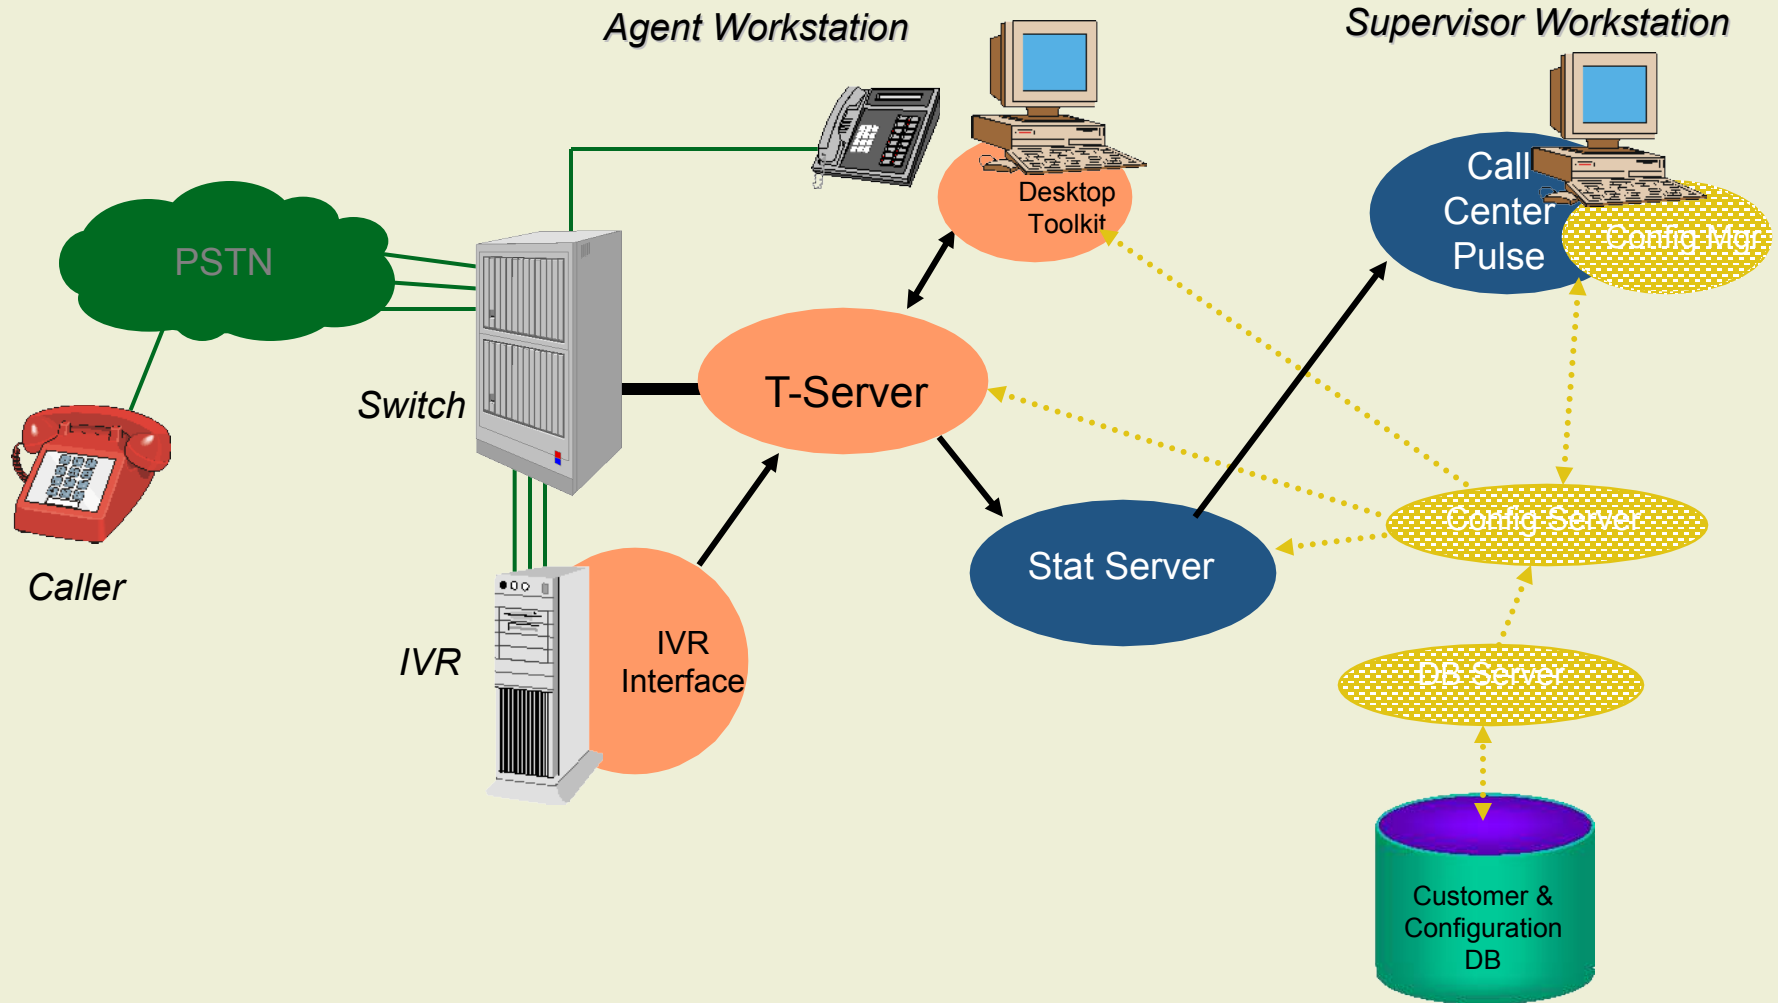 Agent Workstation
Supervisor Workstation
Desktop
Toolkit
Call
Center
Pulse
Config Mgr
PSTN
Switch
T-Server
Config Server
Stat Server
Caller
IVR
IVR
Interface
DB Server
Customer &
Configuration
DB